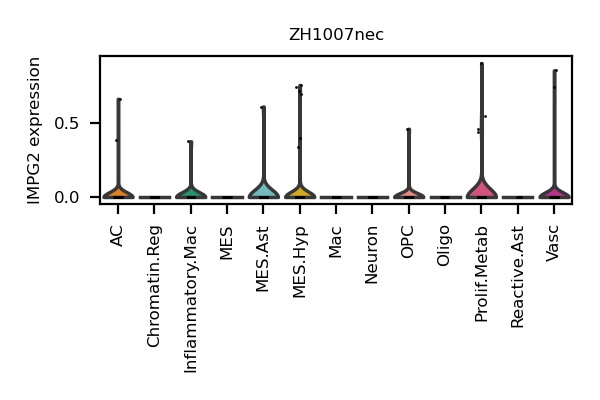 ZH1007nec
IMPG2 expression
0.5
0.0
AC
Chromatin.Reg
Inflammatory.Mac
MES
MES.Ast
MES.Hyp
Mac
Neuron
OPC
Oligo
Prolif.Metab
Reactive.Ast
Vasc